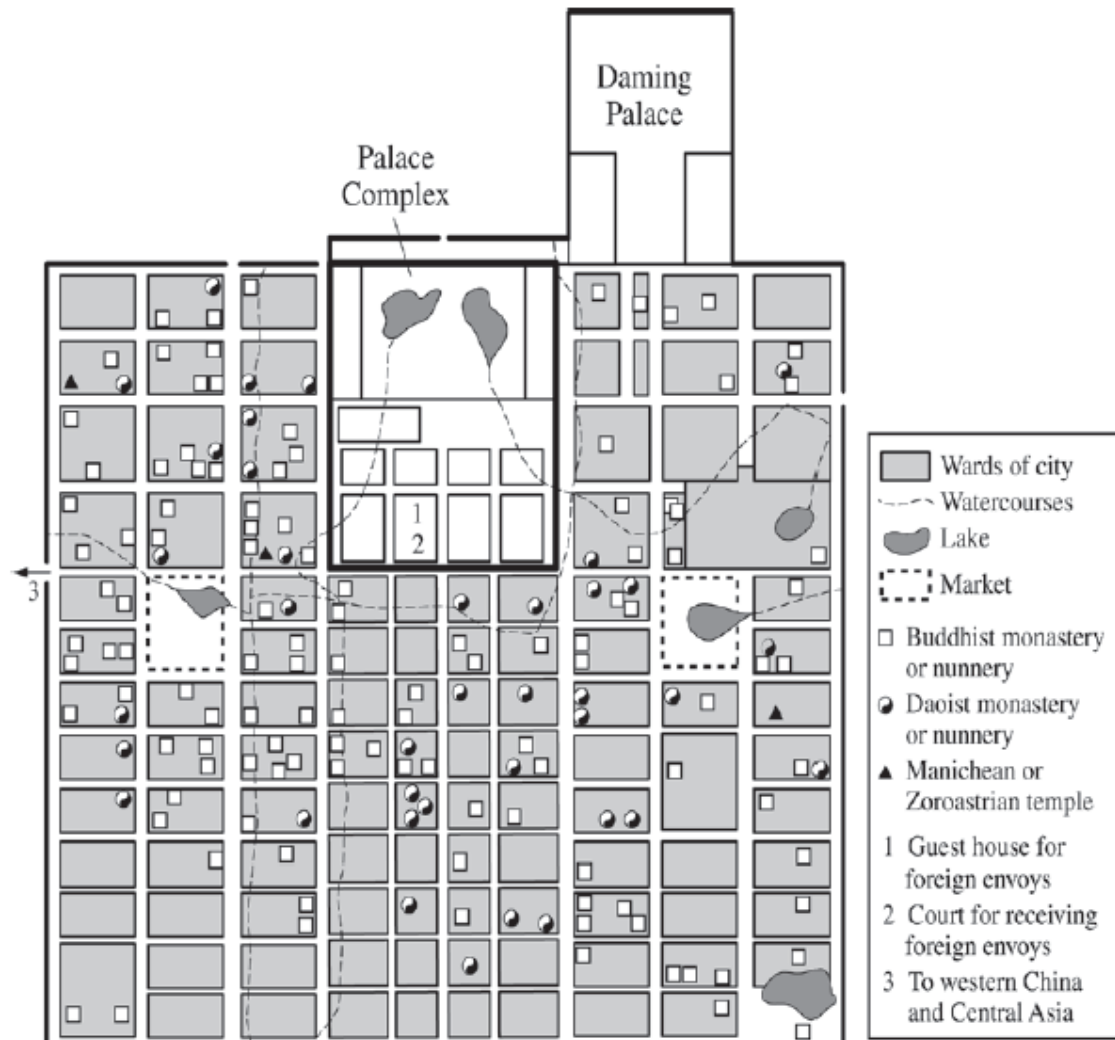 Daming
Palace
Palace
Complex
1
2
3
Wards of city
Watercourses
Lake
Market
Buddhist monastery
or nunnery
Daoist monastery
or nunnery
Manichean or
Zoroastrian temple
1 Guest house for
foreign envoys
2 Court for receiving
foreign envoys
3 To western China
and Central Asia